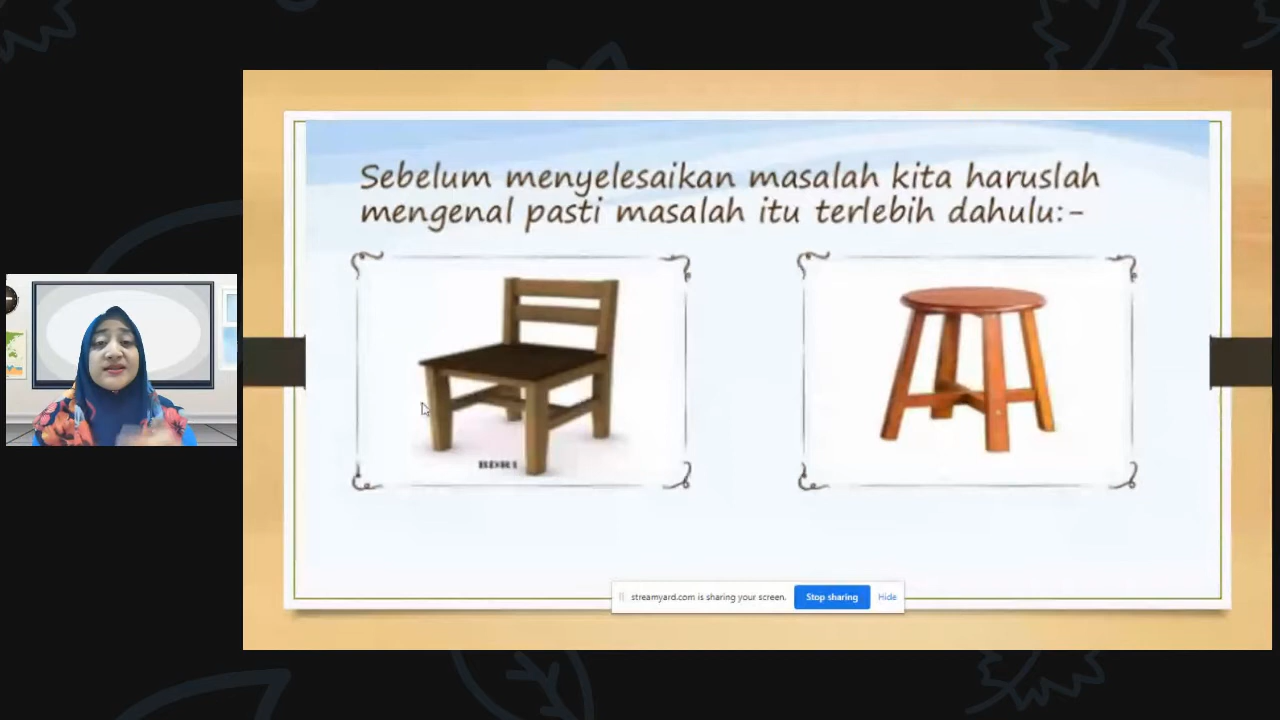 Sebelum menyelesaikan masalah kita haruslah
mengenal pasti masalah itu terlebih dahulu:-
BDR1
streamyard.com is sharing your screen. Stop sharing Hide